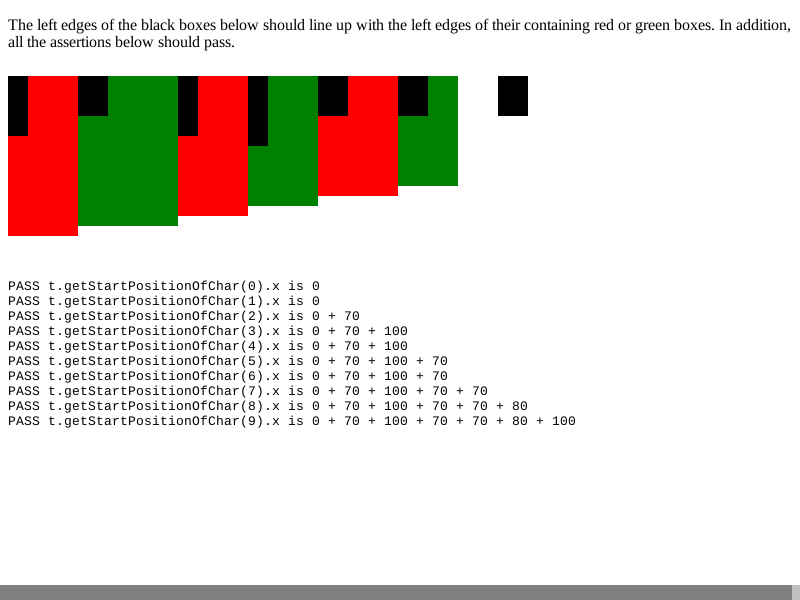 The left edges of the black boxes below should line up with the left edges of their containing red or green boxes. In addition,
all the assertions below should pass.
PASS t.getStartPositionOfChar(0).x is 0
PASS t.getStartPositionOfChar(1).x is 0
PASS t.getStartPositionOfChar(2).x is 0 + 70
PASS t.getStartPositionOfChar(3).x is 0 + 70 + 100
PASS t.getStartPositionOfChar(4).x is 0 + 70 + 100
PASS t.getStartPositionOfChar(5).x is 0 + 70 + 100 + 70
PASS t.getStartPositionOfChar(6).x is 0 + 70 + 100 + 70
PASS t.getStartPositionOfChar(7).x is 0 + 70 + 100 + 70 + 70
PASS t.getStartPositionOfChar(8).x is 0 + 70 + 100 + 70 + 70 + 80
PASS t.getStartPositionOfChar(9).x is 0 + 70 + 100 + 70 + 70 + 80 + 100